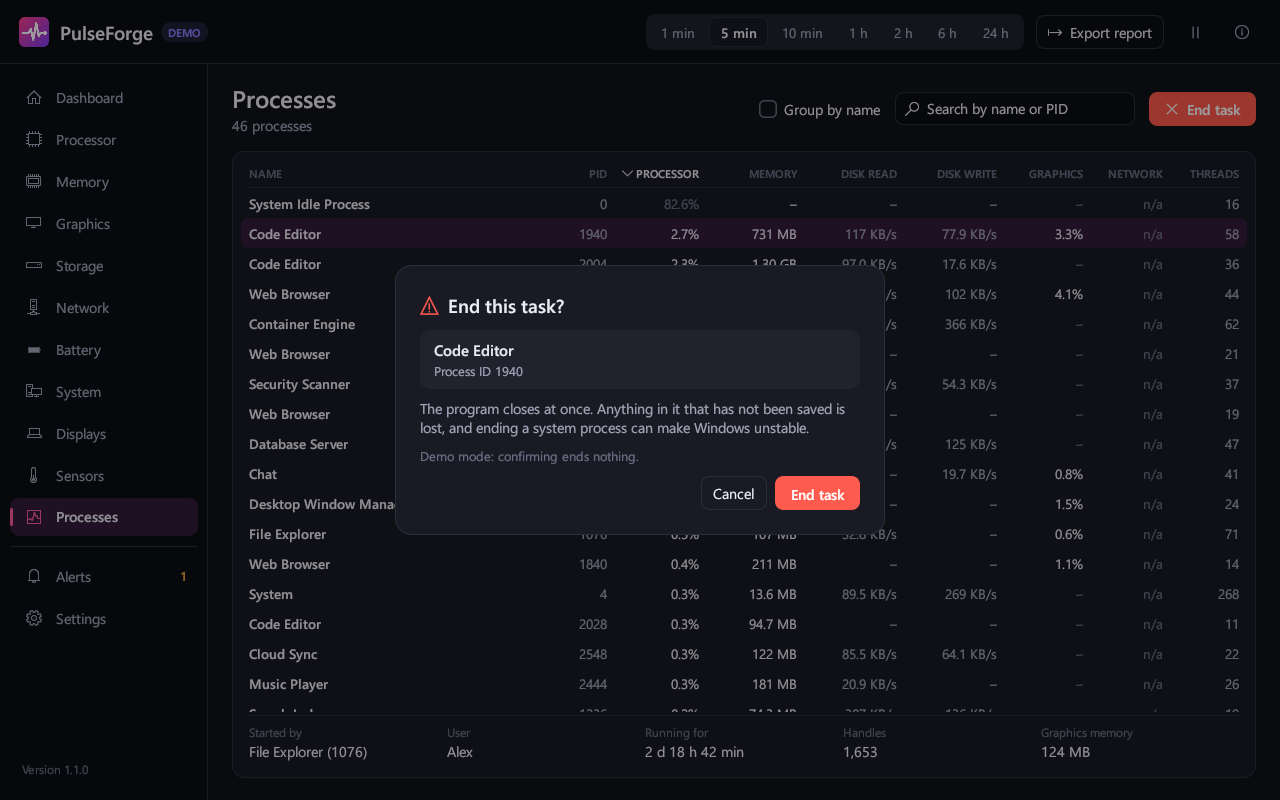 PulseForge DEMO
1 min 5 min 10 min 1 h 2 h 6 h 24 h
Export report
Dashboard
Processor
Memory
Graphics
Storage
Network
Battery
System
Displays
Sensors
Processes
Alerts 1
Settings
Version 1.1.0
Processes
46 processes
Group by name
Search by name or PID
End task
NAME PID PROCESSOR MEMORY DISK READ DISK WRITE GRAPHICS NETWORK THREADS
System Idle Process 0 82.6% – – – – n/a 16
Code Editor 1940 2.7% 731 MB 117 KB/s 77.9 KB/s 3.3% n/a 58
Code Editor 2004 2.3% 1.30 GB 97.0 KB/s 17.6 KB/s – n/a 36
Web Browser 102 KB/s 4.1% n/a 44
Container Engine 366 KB/s – n/a 62
Web Browser – – – n/a 21
Security Scanner 54.3 KB/s – n/a 37
Web Browser – – – n/a 19
Database Server 125 KB/s – n/a 47
Chat – 19.7 KB/s 0.8% n/a 41
Desktop Window – – 1.5% n/a 24
File Explorer 1076 – 0.6% n/a 71
Web Browser 1840 0.4% 211 MB – – 1.1% n/a 14
System 4 0.3% 13.6 MB 89.5 KB/s 269 KB/s – n/a 268
Code Editor 2028 0.3% 94.7 MB – – – n/a 11
Cloud Sync 2548 0.3% 122 MB 85.5 KB/s 64.1 KB/s – n/a 22
Music Player 2444 0.3% 181 MB 20.9 KB/s – – n/a 26
Started by User Running for Handles Graphics memory
File Explorer (1076) Alex 2 d 18 h 42 min 1,653 124 MB
End this task?
Code Editor
Process ID 1940
The program closes at once. Anything in it that has not been saved is
lost, and ending a system process can make Windows unstable.
Demo mode: confirming ends nothing.
Cancel End task